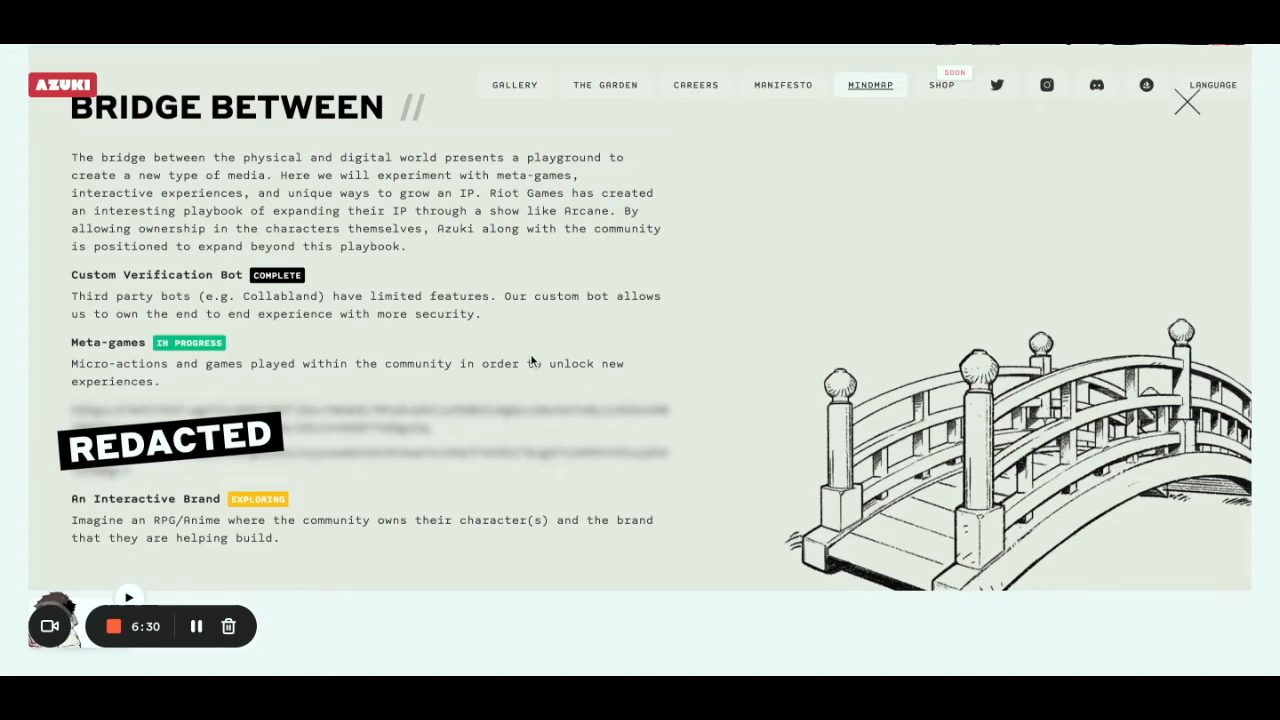 SOON
AZUKI
GALLERY THE GARDEN CAREERS MANIFESTO MINDMAP SHOP LANGUAGE
BRIDGE BETWEEN //
The bridge between the physical and digital world presents a playground to
create a new type of media. Here we will experiment with meta-games,
interactive experiences, and unique ways to grow an IP. Riot Games has created
an interesting playbook of expanding their IP through a show like Arcane. By
allowing ownership in the characters themselves, Azuki along with the community
is positioned to expand beyond this playbook.
Custom Verification Bot COMPLETE
Third party bots (e.g. Collabland) have limited features. Our custom bot allows
us to own the end to end experience with more security.
Meta-games IN PROGRESS
Micro-actions and games played within the community in order to unlock new
experiences.
REDACTED
An Interactive Brand EXPLORING
Imagine an RPG/Anime where the community owns their character(s) and the brand
that they are helping build.
6:30